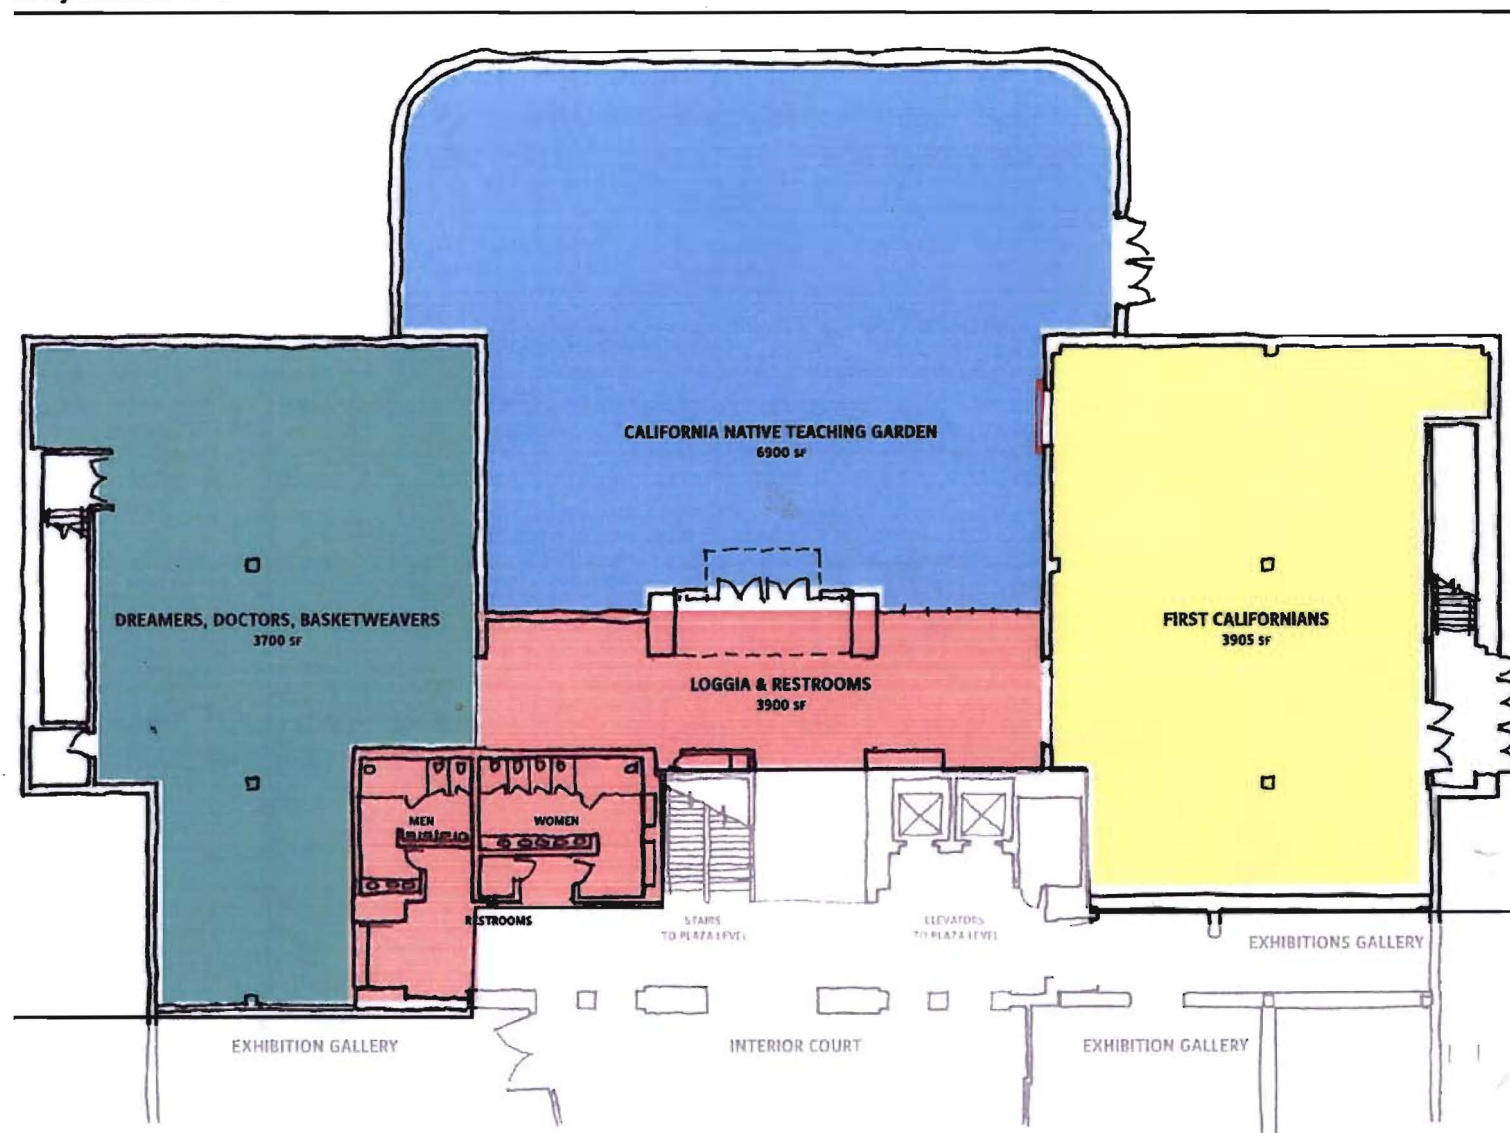 CALIFORNIA NATIVE TEACHING GARDEN
6900 SF
DREAMERS, DOCTORS, BASKETWEAVERS
3700 SF
FIRST CALIFORNIANS
3905 SF
LOGGIA & RESTROOMS
3900 SF
MEN
WOMEN
RESTROOMS
STAIRS
TO PLAZA LEVEL
ELEVATORS
TO PLAZA LEVEL
EXHIBITIONS GALLERY
EXHIBITION GALLERY
INTERIOR COURT
EXHIBITION GALLERY